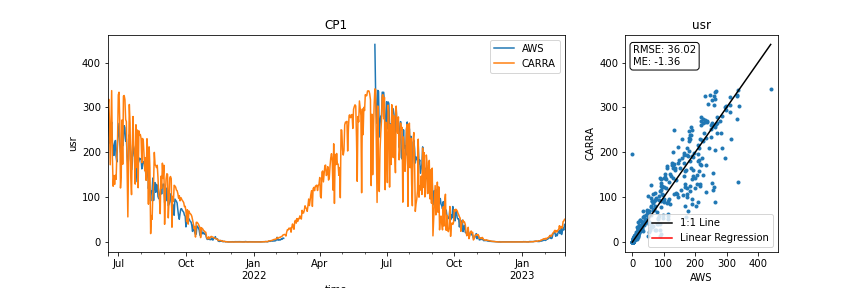 CP1
usr
400
300
200
100
0
usr
AWS
CARRA
Jul
Oct
Jan
2022
Apr
Jul
Oct
Jan
2023
time
usr
RMSE: 36.02
ME: -1.36
400
300
200
100
0
CARRA
1:1 Line
Linear Regression
0
100
200
300
400
AWS